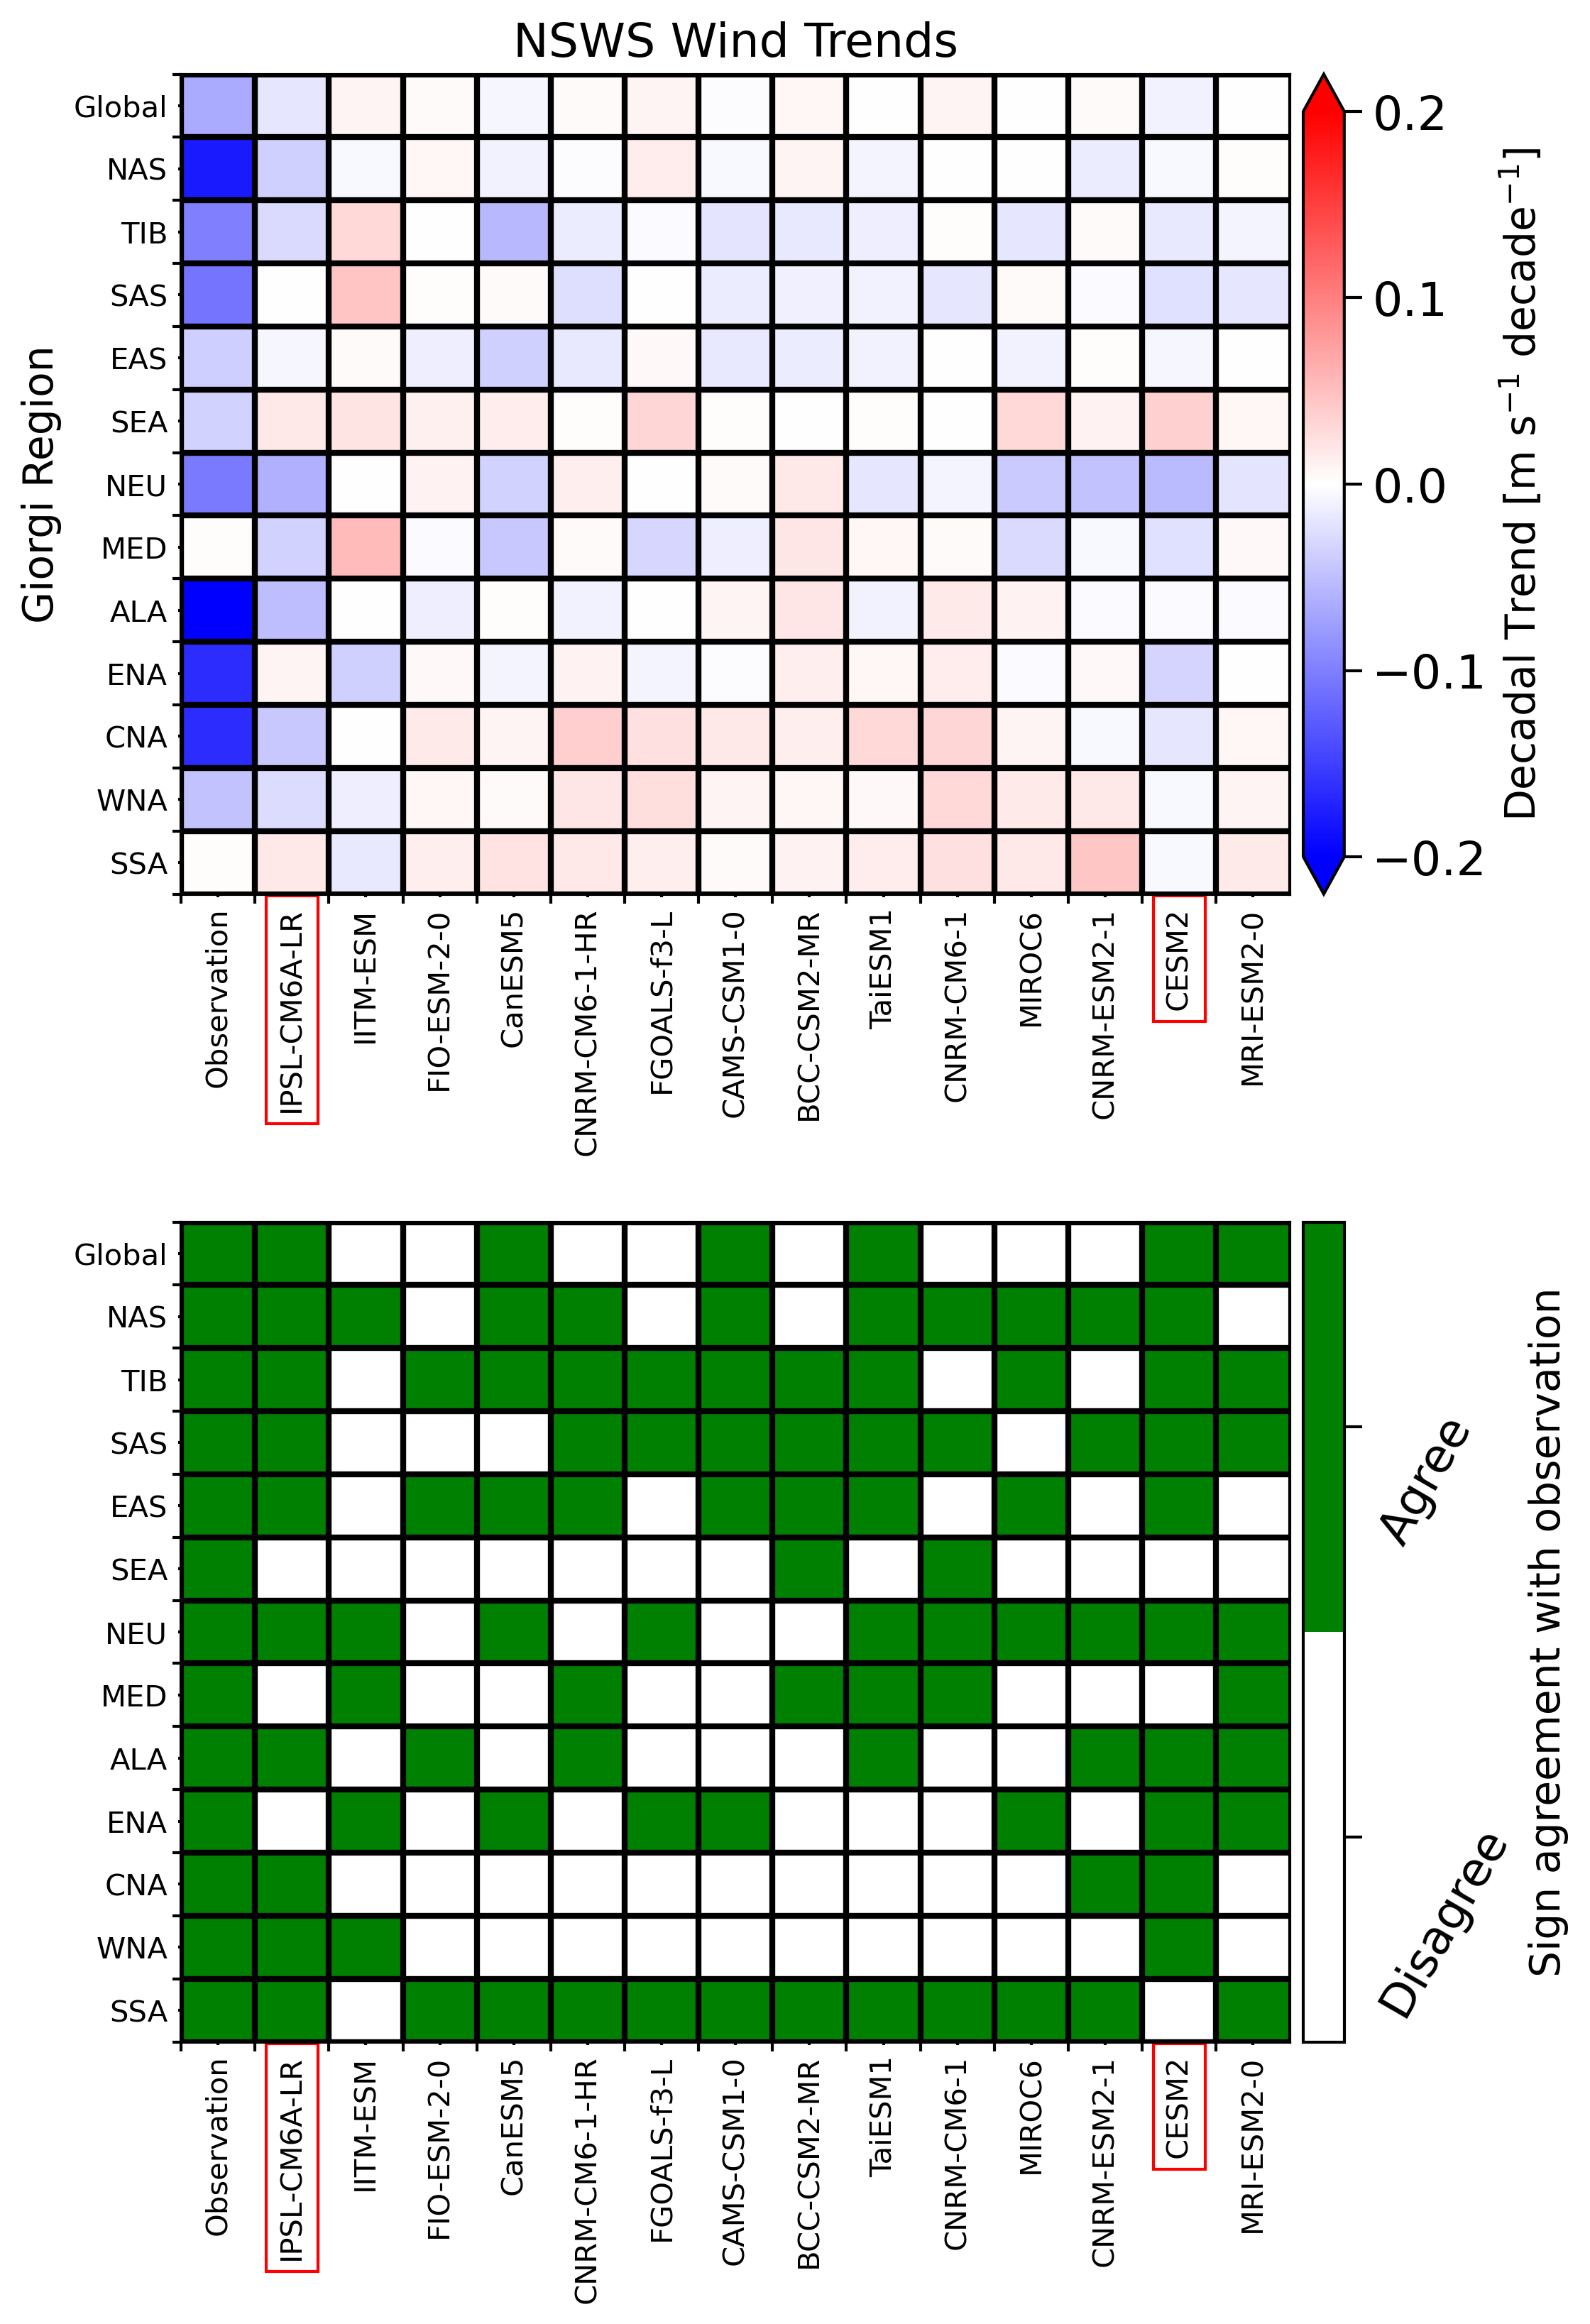 NSWS Wind Trends
Giorgi Region
Global
NAS
TIB
SAS
EAS
SEA
NEU
MED
ALA
ENA
CNA
WNA
SSA
Observation
IPSL-CM6A-LR
IITM-ESM
FIO-ESM-2-0
CanESM5
CNRM-CM6-1-HR
FGOALS-f3-L
CAMS-CSM1-0
BCC-CSM2-MR
TaiESM1
CNRM-CM6-1
MIROC6
CNRM-ESM2-1
CESM2
MRI-ESM2-0
0.2
0.1
0.0
−0.1
−0.2
Decadal Trend [m s⁻¹ decade⁻¹]
Global
NAS
TIB
SAS
EAS
SEA
NEU
MED
ALA
ENA
CNA
WNA
SSA
Observation
IPSL-CM6A-LR
IITM-ESM
FIO-ESM-2-0
CanESM5
CNRM-CM6-1-HR
FGOALS-f3-L
CAMS-CSM1-0
BCC-CSM2-MR
TaiESM1
CNRM-CM6-1
MIROC6
CNRM-ESM2-1
CESM2
MRI-ESM2-0
Agree
Disagree
Sign agreement with observation